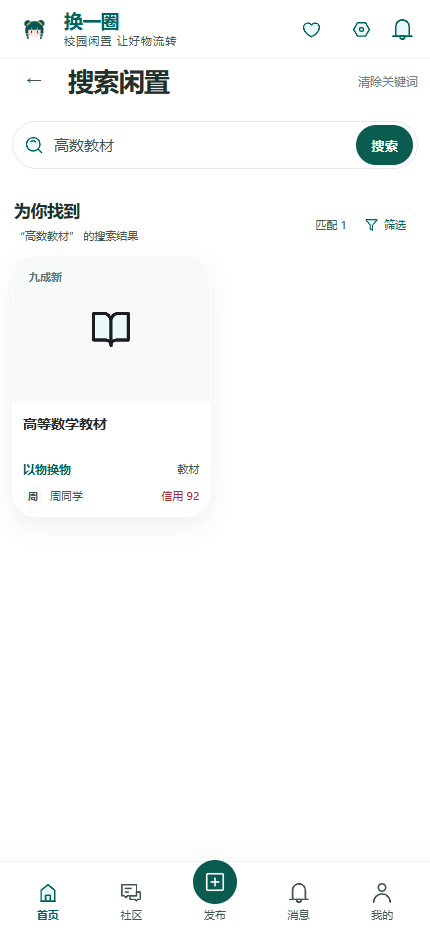 换一圈
校园闲置 让好物流转
← 搜索闲置 清除关键词
高数教材 搜索
为你找到
“高数教材” 的搜索结果 匹配 1 筛选
九成新
高等数学教材
以物换物 教材
周 周同学 信用 92
首页 社区 发布 消息 我的